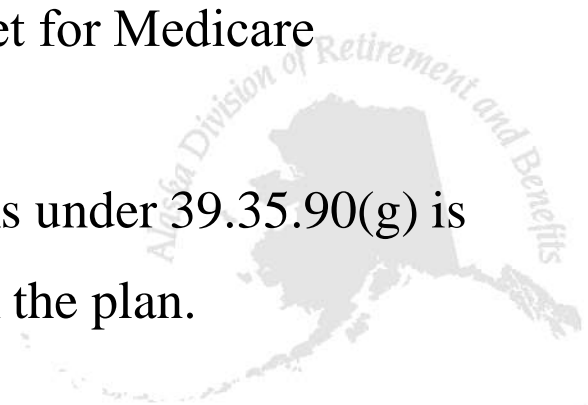 et for Medicare
Alaska Division of Retirement and Benefits
s under 39.35.90(g) is
the plan.